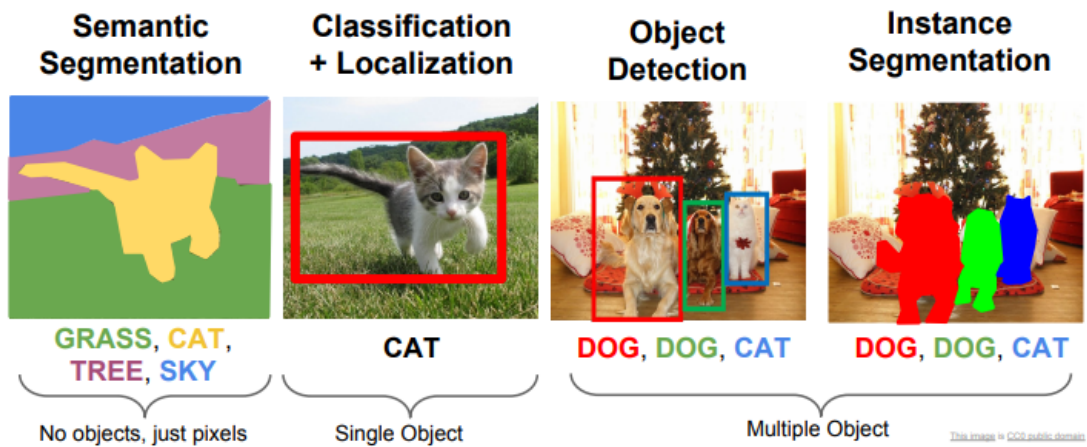 Semantic
Segmentation
Classification
+ Localization
Object
Detection
Instance
Segmentation
GRASS, CAT,
TREE, SKY
CAT
DOG, DOG, CAT
DOG, DOG, CAT
No objects, just pixels
Single Object
Multiple Object
This image is CC0 public domain